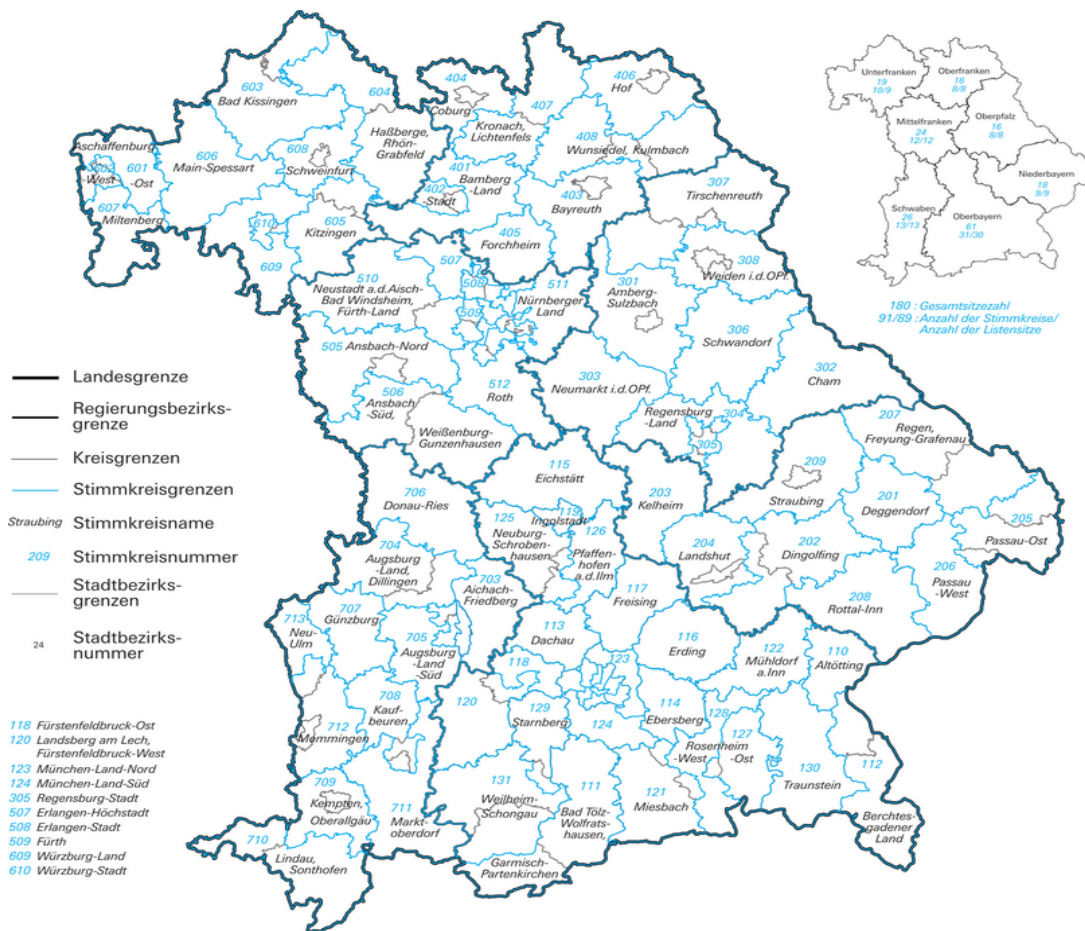 404
406
Hof
603
Bad Kissingen
604
Coburg
407
Haßberge,
Rhön-
Grabfeld
Kronach,
Lichtenfels
408
Wunsiedel, Kulmbach
Aschaffenburg
602
-West
601
-Ost
606
Main-Spessart
608
Schweinfurt
401
Bamberg
-Land
402
-Stadt
403
Bayreuth
307
Tirschenreuth
607
Miltenberg
610
605
Kitzingen
405
Forchheim
609
507
510
Neustadt a.d.Aisch-
Bad Windsheim,
Fürth-Land
508
509
511
Nürnberger
Land
301
Amberg-
Sulzbach
308
Weiden i.d.OPf.
505 Ansbach-Nord
306
Schwandorf
506
Ansbach
-Süd,
Weißenburg-
Gunzenhausen
512
Roth
303
Neumarkt i.d.OPf.
302
Cham
Regensburg
-Land
304
305
207
Regen,
Freyung-Grafenau
115
Eichstätt
209
Straubing
706
Donau-Ries
203
Kelheim
201
Deggendorf
125
Neuburg-
Schroben-
hausen
119
Ingolstadt
126
Pfaffen-
hofen
a.d.Ilm
205
Passau-Ost
704
Augsburg
-Land,
Dillingen
204
Landshut
202
Dingolfing
206
Passau
-West
703
Aichach-
Friedberg
117
Freising
208
Rottal-Inn
713
Neu-
Ulm
707
Günzburg
705
Augsburg
-Land
-Süd
113
Dachau
116
Erding
122
Mühldorf
a.Inn
110
Altötting
118
123
120
708
Kauf-
beuren
129
Starnberg
124
114
Ebersberg
128
Rosenheim
-West
127
-Ost
712
Memmingen
130
Traunstein
112
709
Kempten,
Oberallgäu
711
Markt-
oberdorf
131
Weilheim-
Schongau
111
Bad Tölz-
Wolfrats-
hausen,
121
Miesbach
Berchtes-
gadener
Land
710
Lindau,
Sonthofen
Garmisch-
Partenkirchen
Unterfranken
19
10/9
Oberfranken
16
8/8
Mittelfranken
24
12/12
Oberpfalz
16
8/8
Niederbayern
18
9/9
Schwaben
26
13/13
Oberbayern
61
31/30
180 : Gesamtsitzezahl
91/89 : Anzahl der Stimmkreise/
Anzahl der Listensitze
Landesgrenze
Regierungsbezirks-
grenze
Kreisgrenzen
Stimmkreisgrenzen
Straubing Stimmkreisname
209 Stimmkreisnummer
Stadtbezirks-
grenzen
24 Stadtbezirks-
nummer
118 Fürstenfeldbruck-Ost
120 Landsberg am Lech,
Fürstenfeldbruck-West
123 München-Land-Nord
124 München-Land-Süd
305 Regensburg-Stadt
507 Erlangen-Höchstadt
508 Erlangen-Stadt
509 Fürth
609 Würzburg-Land
610 Würzburg-Stadt